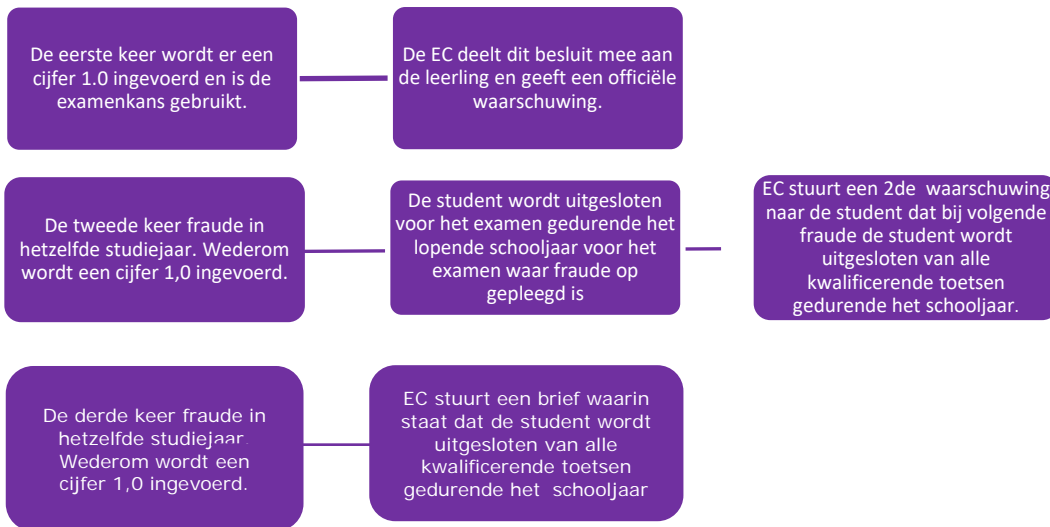 De eerste keer wordt er een
cijfer 1.0 ingevoerd en is de
examenkans gebruikt.
De EC deelt dit besluit mee aan
de leerling en geeft een officiële
waarschuwing.
De tweede keer fraude in
hetzelfde studiejaar. Wederom
wordt een cijfer 1,0 ingevoerd.
De student wordt uitgesloten
voor het examen gedurende het
lopende schooljaar voor het
examen waar fraude op
gepleegd is
EC stuurt een 2de waarschuwing
naar de student dat bij volgende
fraude de student wordt
uitgesloten van alle
kwalificerende toetsen
gedurende het schooljaar.
De derde keer fraude in
hetzelfde studiejaar.
Wederom wordt een
cijfer 1,0 ingevoerd.
EC stuurt een brief waarin
staat dat de student wordt
uitgesloten van alle
kwalificerende toetsen
gedurende het schooljaar